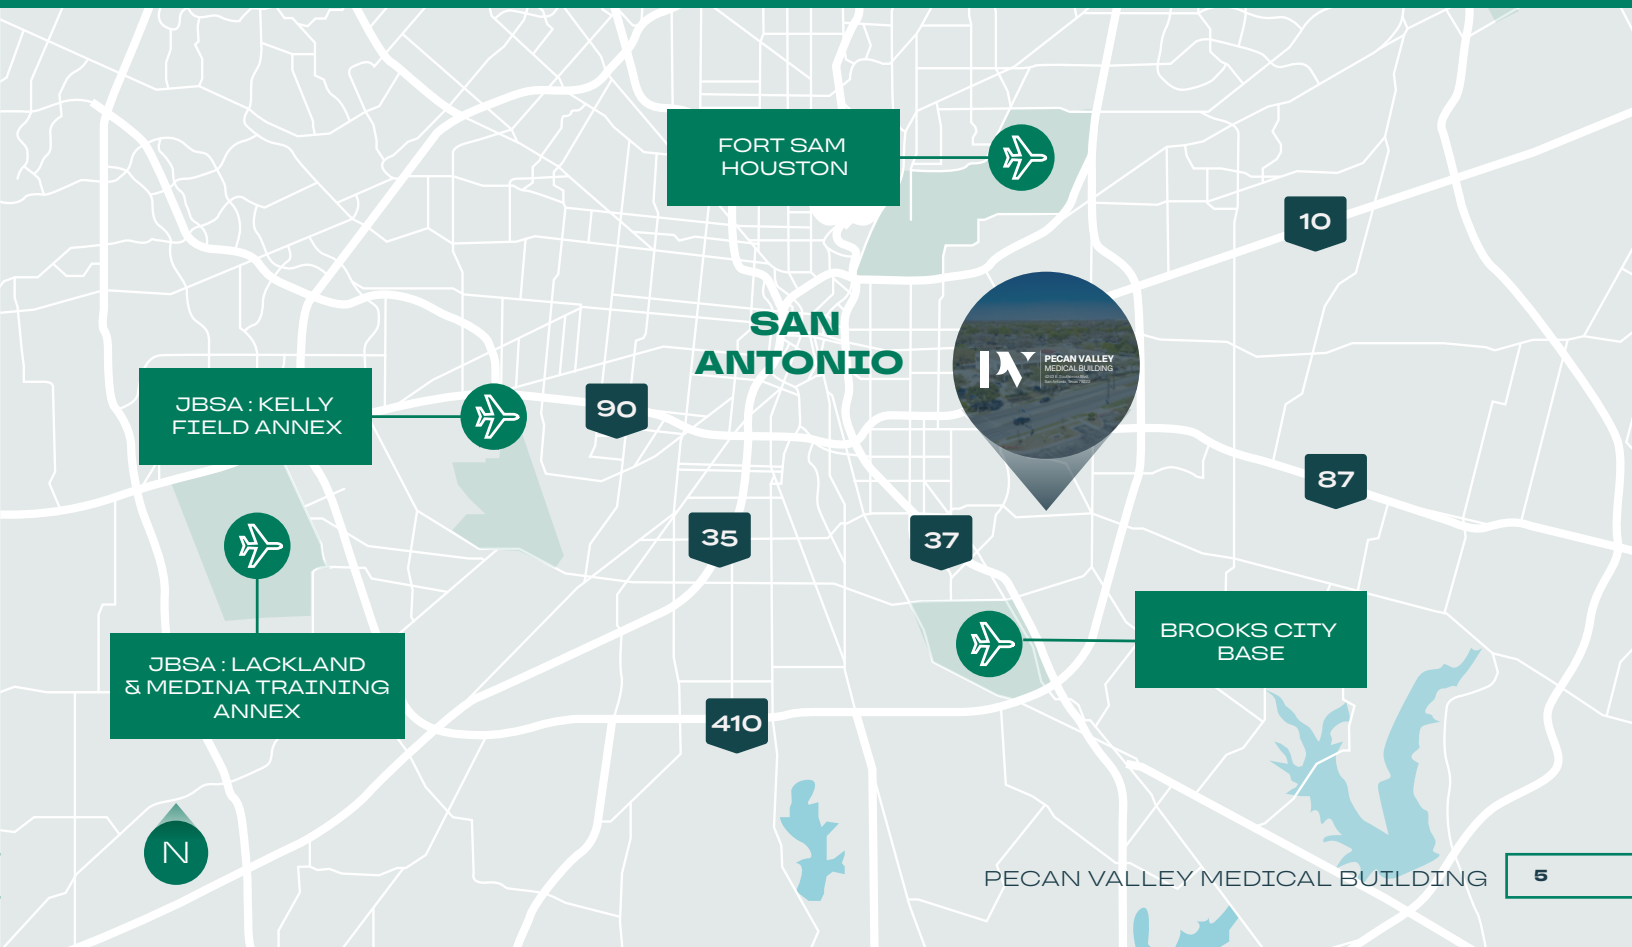 FORT SAM
HOUSTON
10
SAN
ANTONIO
PECAN VALLEY
MEDICAL BUILDING
JBSA : KELLY
FIELD ANNEX
90
87
35
37
BROOKS CITY
BASE
JBSA : LACKLAND
& MEDINA TRAINING
ANNEX
410
N
PECAN VALLEY MEDICAL BUILDING
5